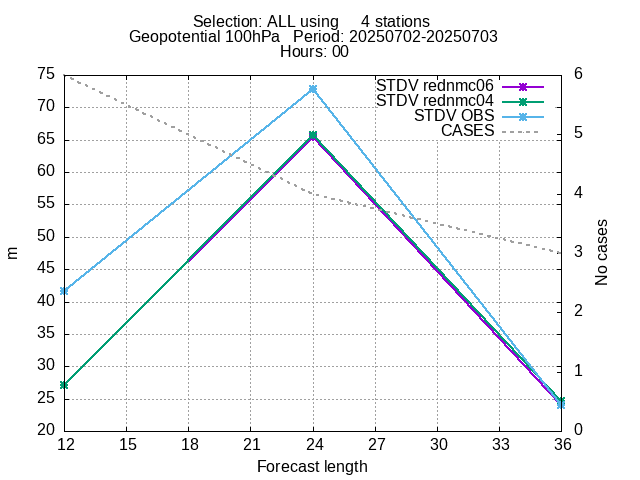 Selection: ALL using     4 stations
Geopotential 100hPa   Period: 20250702-20250703
Hours: 00
STDV rednmc06
STDV rednmc04
STDV OBS
CASES
75
70
65
60
55
50
45
40
35
30
25
20
m
6
5
4
3
2
1
0
No cases
12 15 18 21 24 27 30 33 36
Forecast length